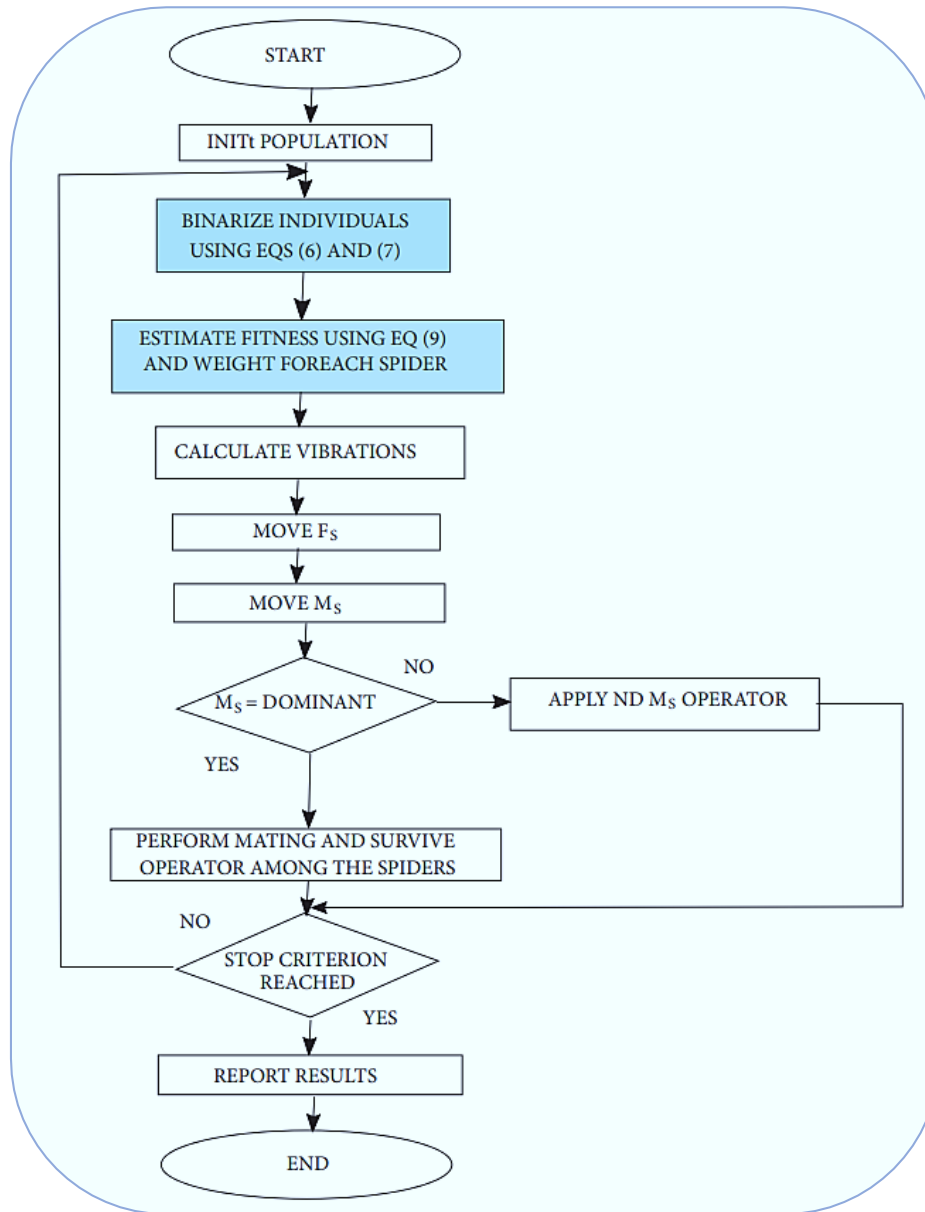 START
INITt POPULATION
BINARIZE INDIVIDUALS
USING EQS (6) AND (7)
ESTIMATE FITNESS USING EQ (9)
AND WEIGHT FOREACH SPIDER
CALCULATE VIBRATIONS
MOVE FS
MOVE MS
NO
MS = DOMINANT
APPLY ND MS OPERATOR
YES
PERFORM MATING AND SURVIVE
OPERATOR AMONG THE SPIDERS
NO
STOP CRITERION
REACHED
YES
REPORT RESULTS
END